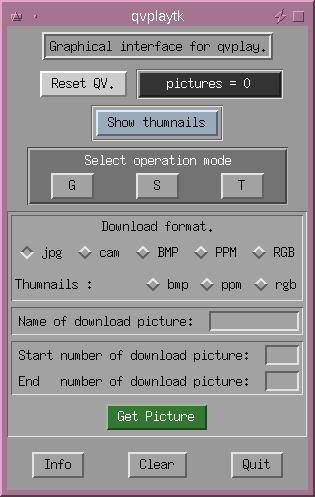 qvplaytk
Graphical interface for qvplay.
Reset QV. pictures = 0
Show thumnails
Select operation mode
G S T
Download format.
jpg cam BMP PPM RGB
Thumnails : bmp ppm rgb
Name of download picture:
Start number of download picture:
End number of download picture:
Get Picture
Info Clear Quit